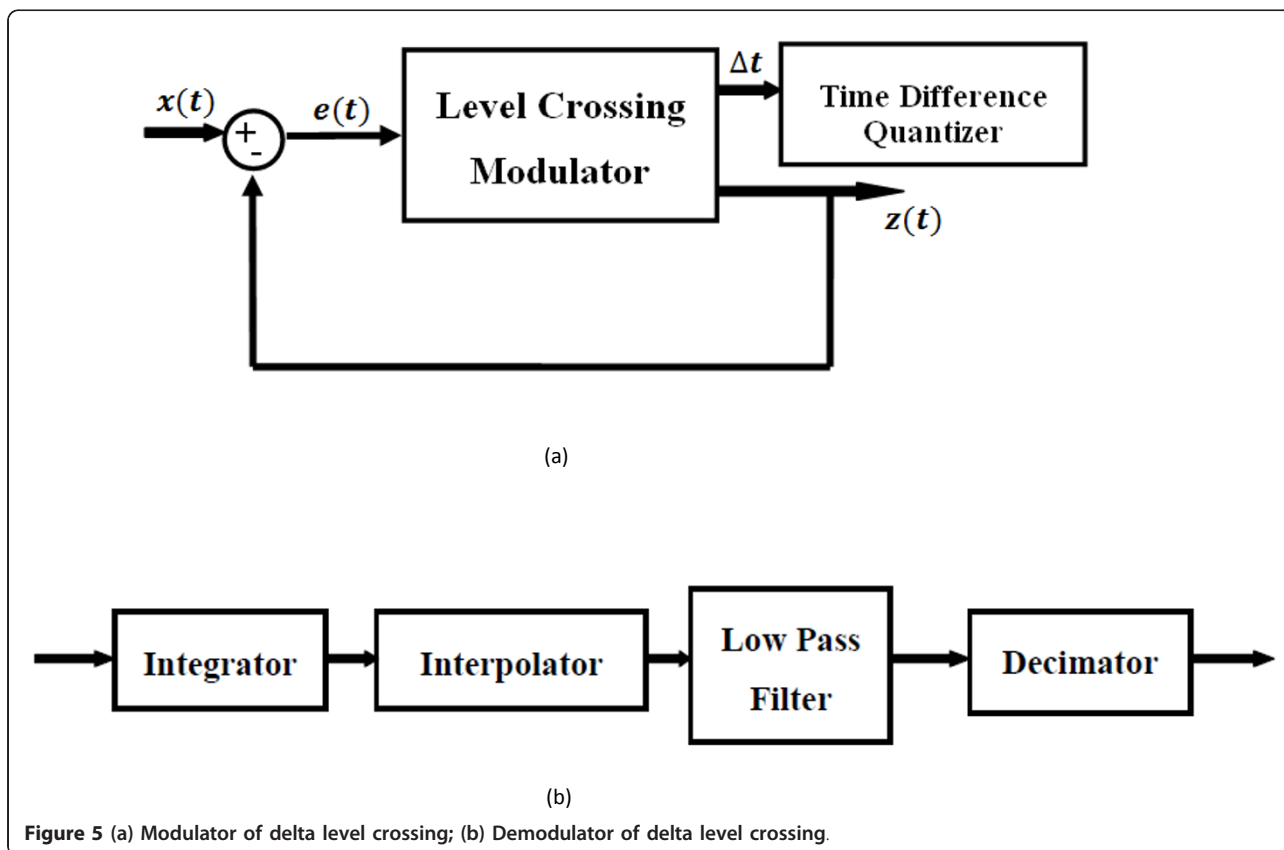 x(t)
+
-
e(t)
Level Crossing
Modulator
Δt
Time Difference
Quantizer
z(t)
(a)
Integrator
Interpolator
Low Pass
Filter
Decimator
(b)
Figure 5 (a) Modulator of delta level crossing; (b) Demodulator of delta level crossing.